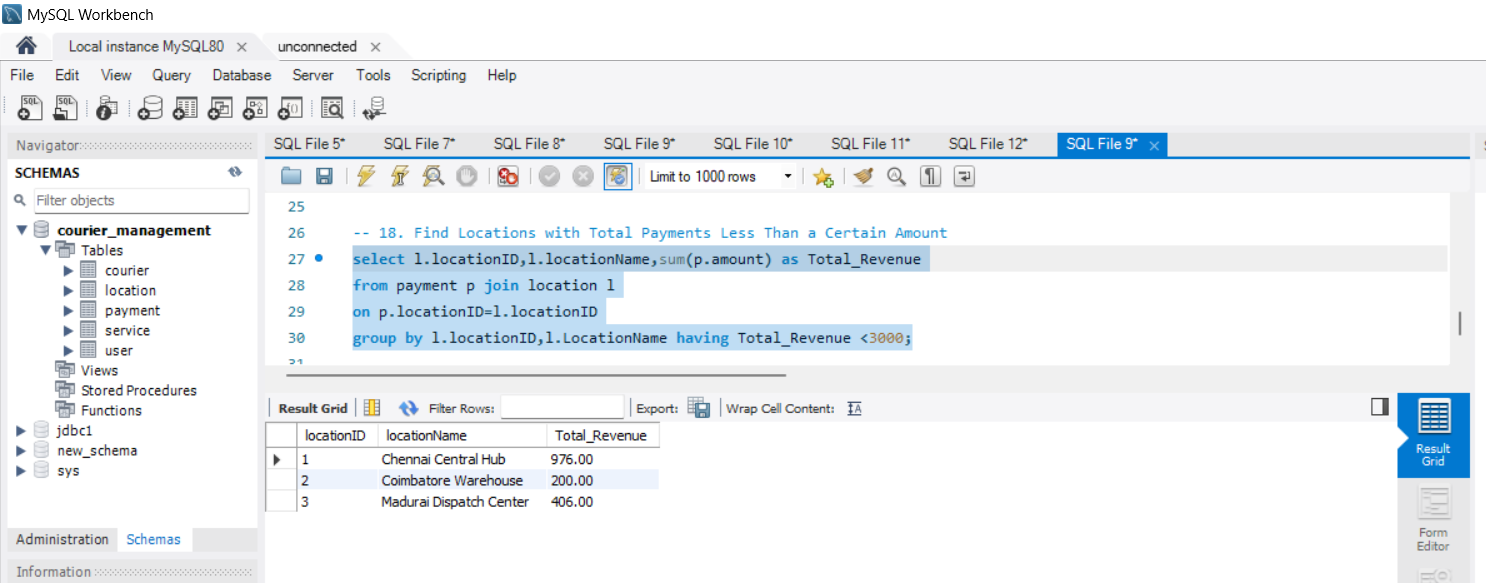 MySQL Workbench
Local instance MySQL80
unconnected
File Edit View Query Database Server Tools Scripting Help
Navigator
SCHEMAS
Filter objects
courier_management
Tables
courier
location
payment
service
user
Views
Stored Procedures
Functions
jdbc1
new_schema
sys
Administration Schemas
Information
SQL File 5* SQL File 7* SQL File 8* SQL File 9* SQL File 10* SQL File 11* SQL File 12* SQL File 9*
Limit to 1000 rows
25
26 -- 18. Find Locations with Total Payments Less Than a Certain Amount
27 select l.locationID,l.locationName,sum(p.amount) as Total_Revenue
28 from payment p join location l
29 on p.locationID=l.locationID
30 group by l.locationID,l.LocationName having Total_Revenue <3000;
31
Result Grid Filter Rows: Export: Wrap Cell Content:
locationID locationName Total_Revenue
1 Chennai Central Hub 976.00
2 Coimbatore Warehouse 200.00
3 Madurai Dispatch Center 406.00
Result
Grid
Form
Editor